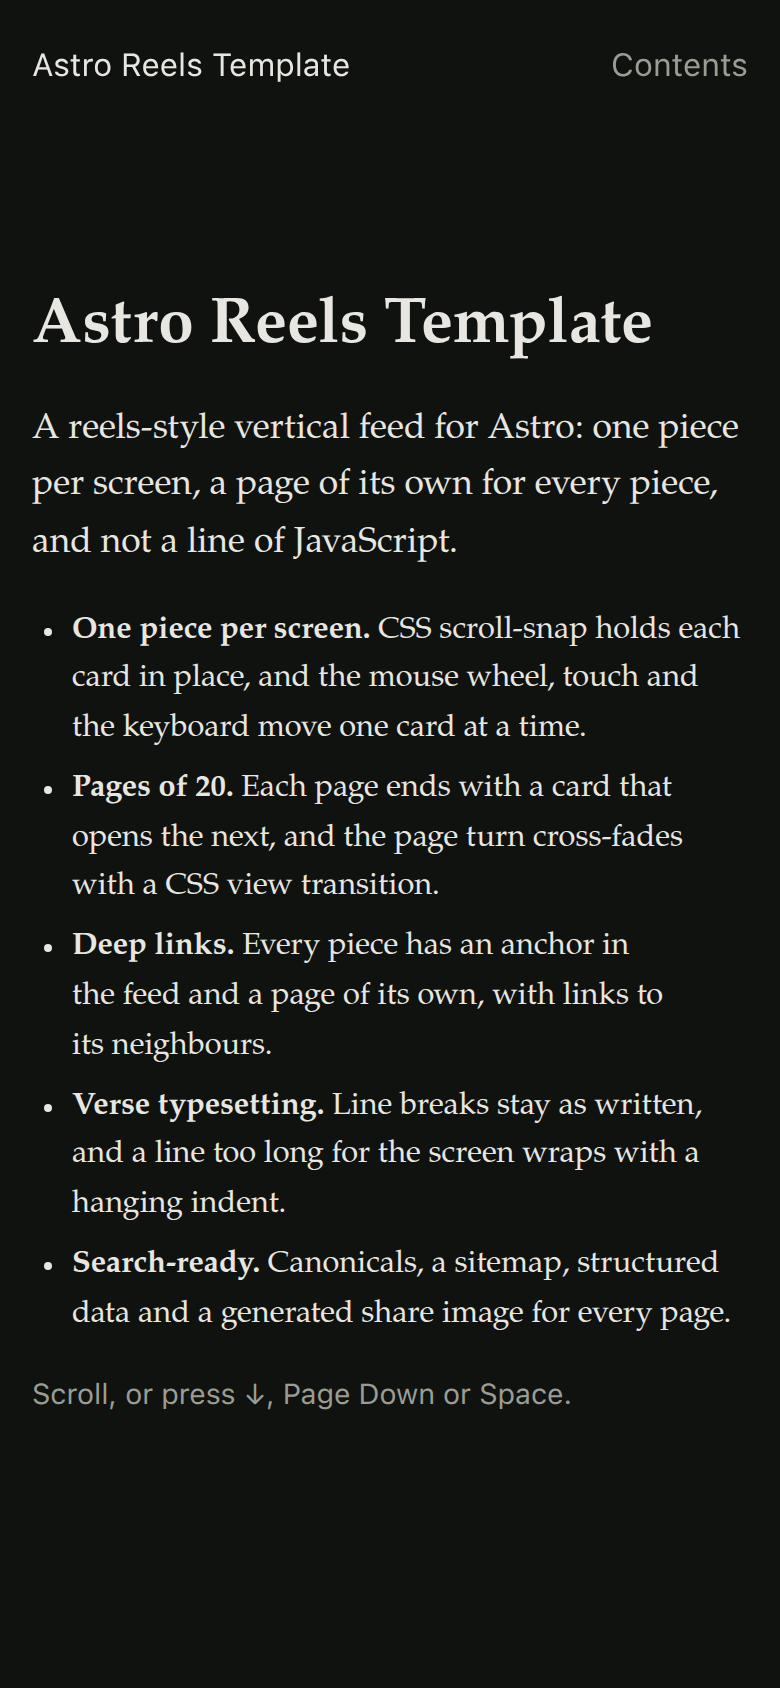 Astro Reels Template
Contents
Astro Reels Template
A reels-style vertical feed for Astro: one piece
per screen, a page of its own for every piece,
and not a line of JavaScript.
• One piece per screen. CSS scroll-snap holds each
card in place, and the mouse wheel, touch and
the keyboard move one card at a time.
• Pages of 20. Each page ends with a card that
opens the next, and the page turn cross-fades
with a CSS view transition.
• Deep links. Every piece has an anchor in
the feed and a page of its own, with links to
its neighbours.
• Verse typesetting. Line breaks stay as written,
and a line too long for the screen wraps with a
hanging indent.
• Search-ready. Canonicals, a sitemap, structured
data and a generated share image for every page.
Scroll, or press ↓, Page Down or Space.